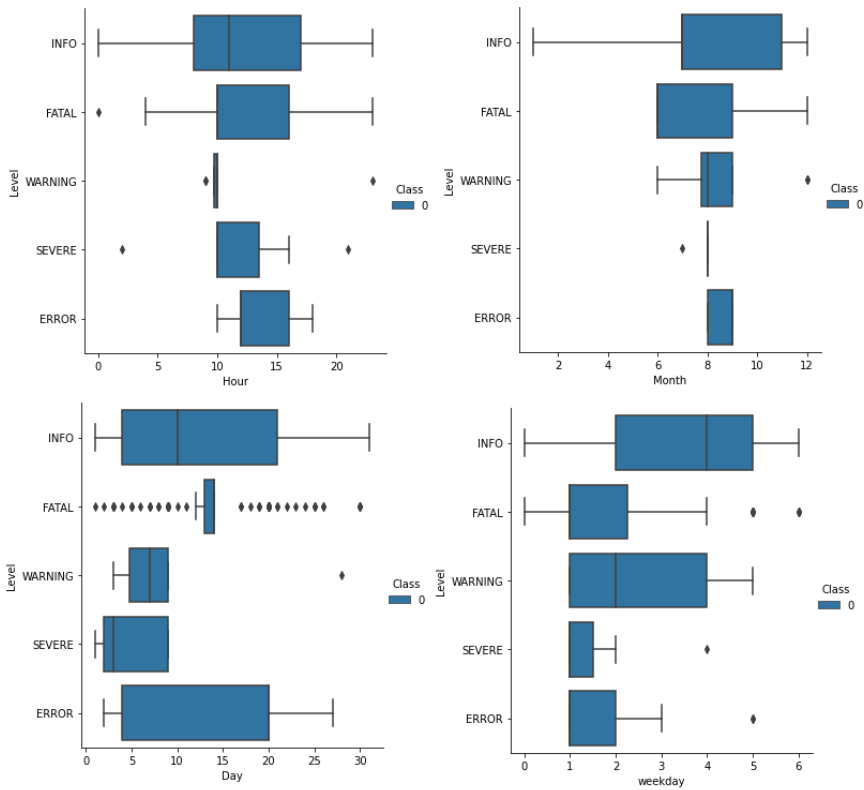 INFO
FATAL
WARNING
SEVERE
ERROR
Level
0 5 10 15 20
Hour
Class
0
INFO
FATAL
WARNING
SEVERE
ERROR
Level
2 4 6 8 10 12
Month
Class
0
INFO
FATAL
WARNING
SEVERE
ERROR
Level
0 5 10 15 20 25 30
Day
Class
0
INFO
FATAL
WARNING
SEVERE
ERROR
Level
0 1 2 3 4 5 6
weekday
Class
0